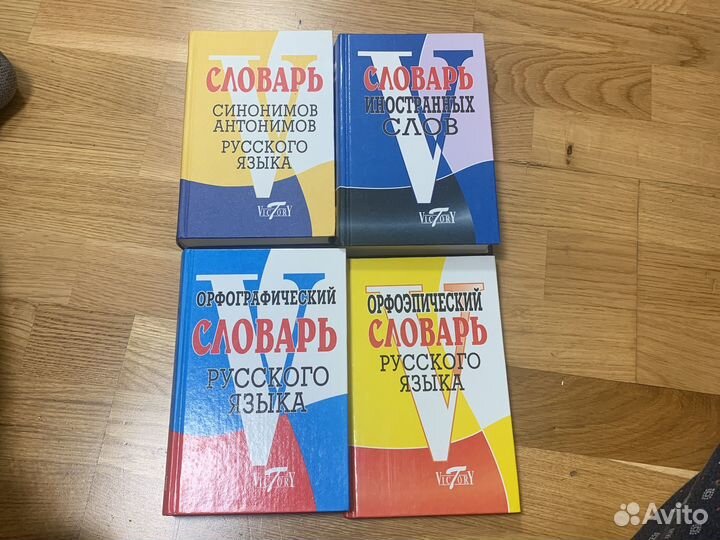 СЛОВАРЬ
СИНОНИМОВ
АНТОНИМОВ
РУССКОГО
ЯЗЫКА
VICTORY
СЛОВАРЬ
ИНОСТРАННЫХ
СЛОВ
VICTORY
ОРФОГРАФИЧЕСКИЙ
СЛОВАРЬ
РУССКОГО
ЯЗЫКА
VICTORY
ОРФОЭПИЧЕСКИЙ
СЛОВАРЬ
РУССКОГО
ЯЗЫКА
VICTORY
Avito